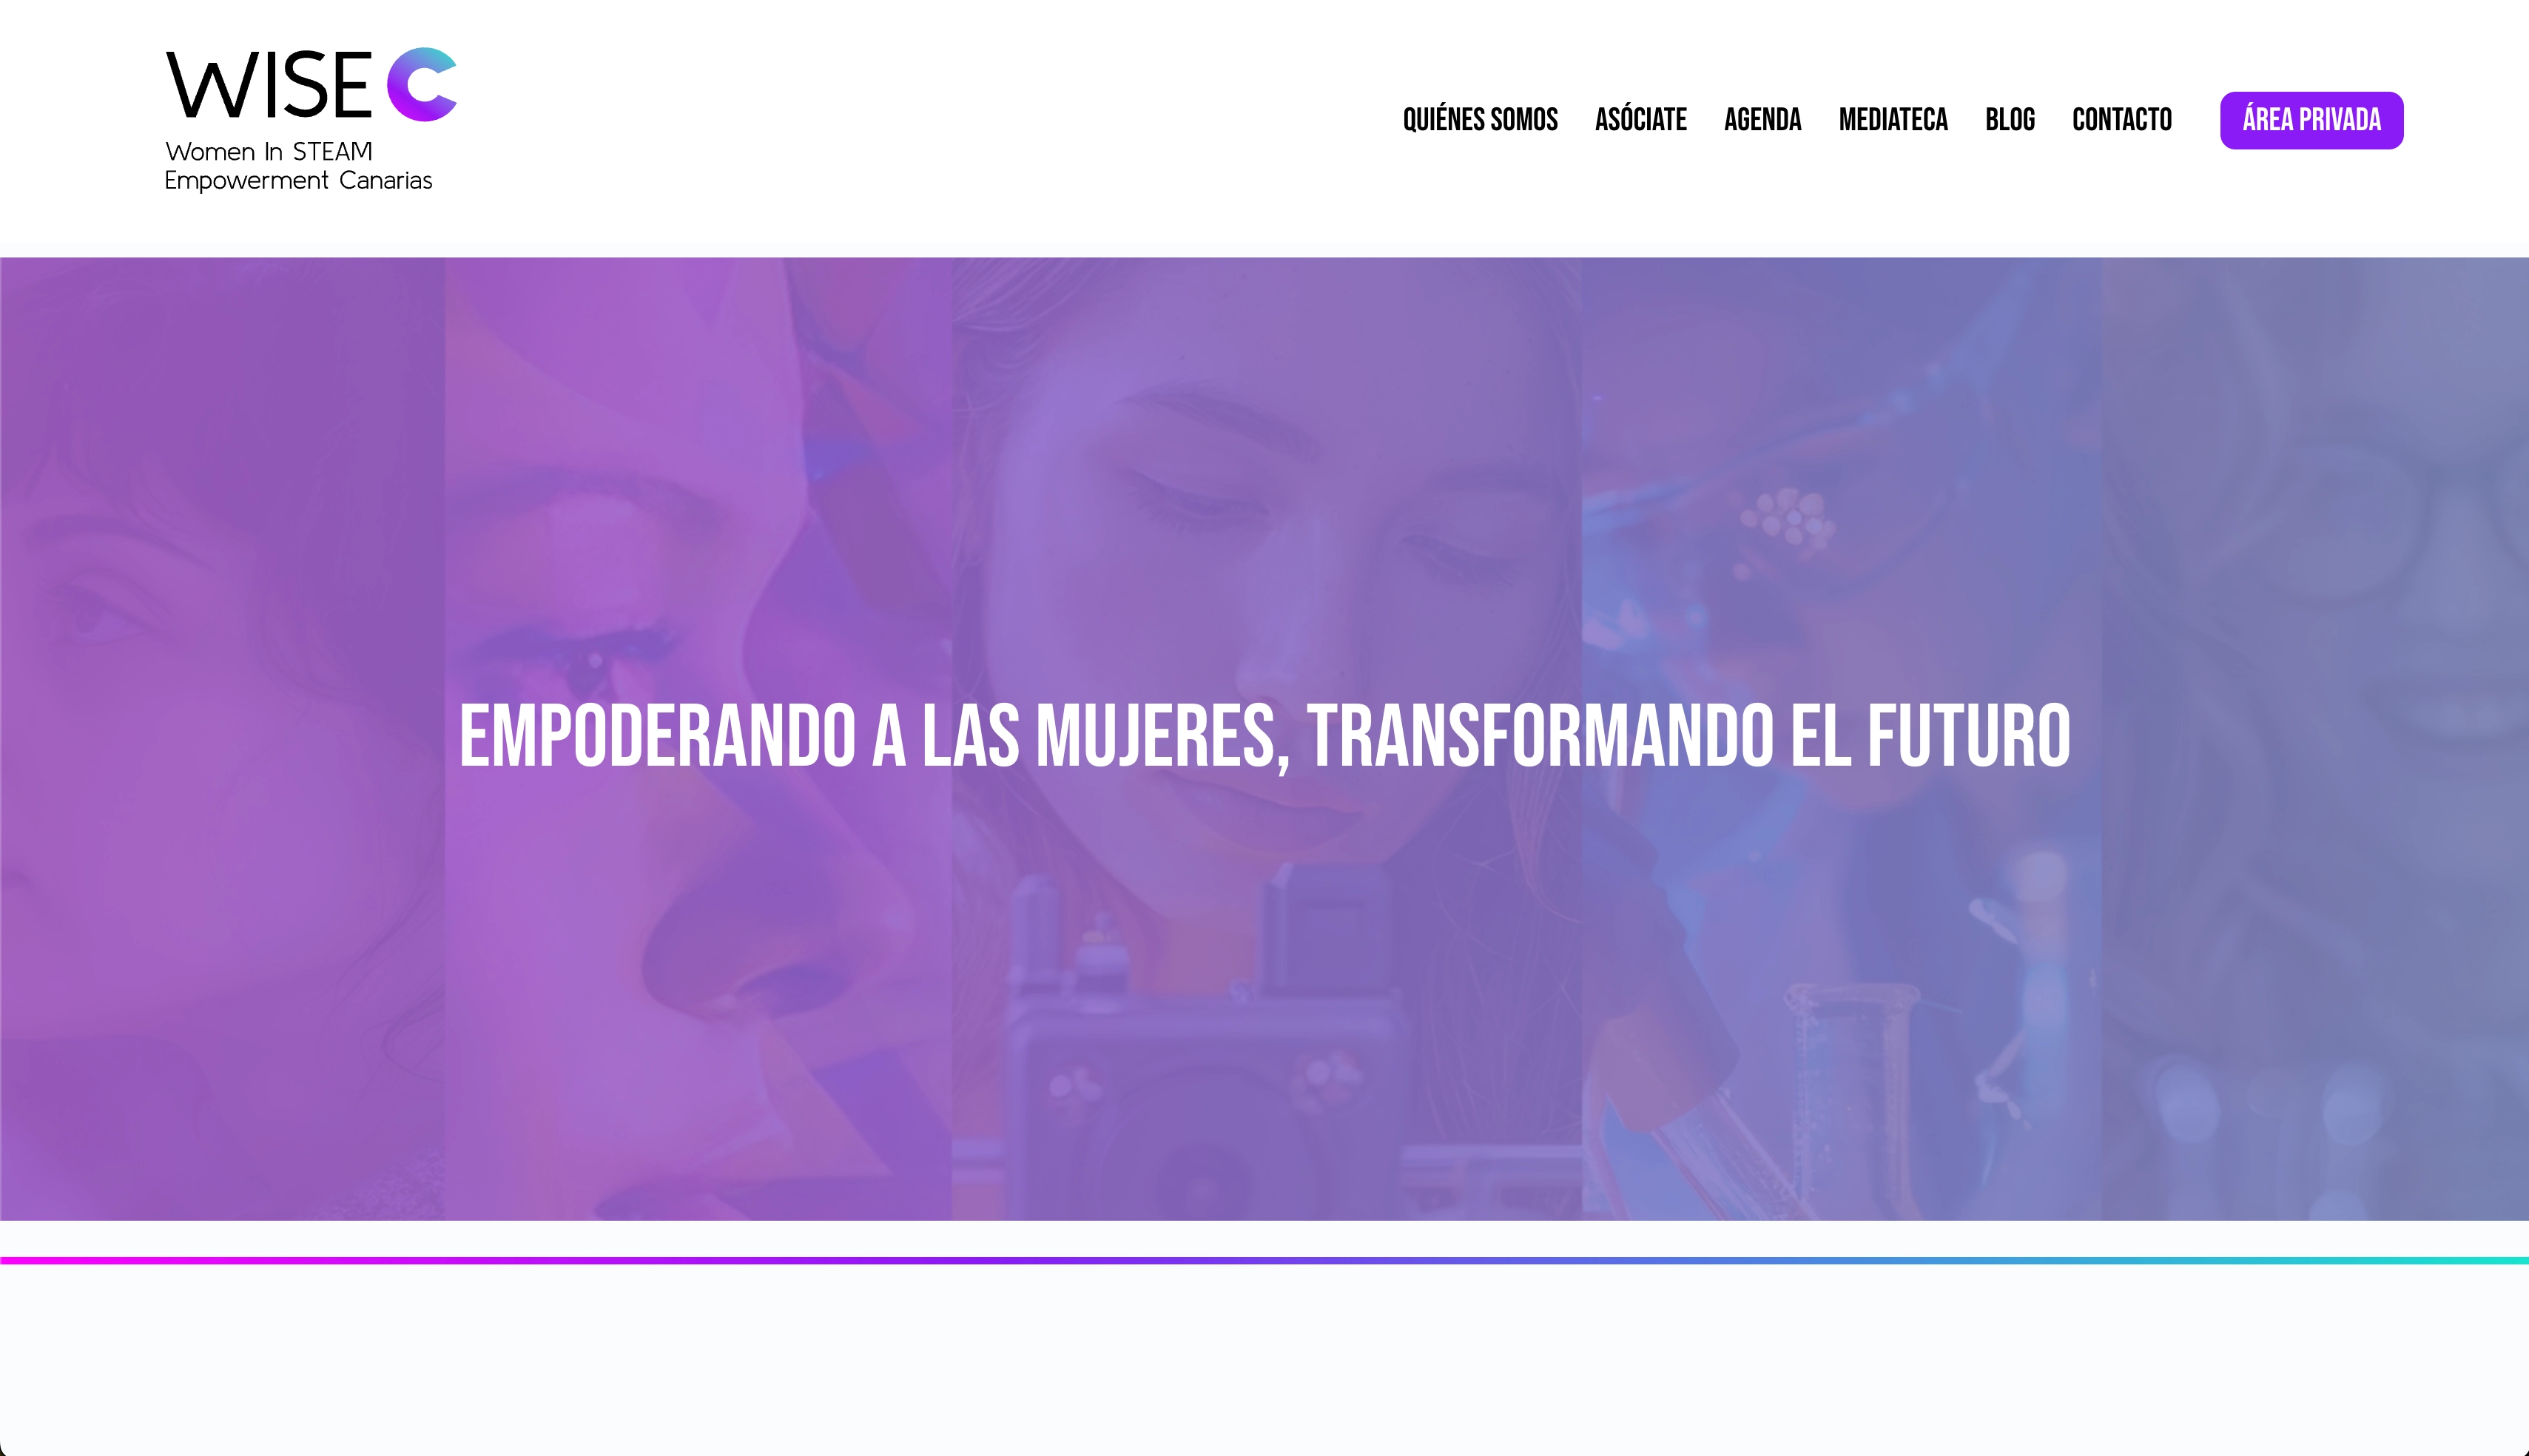 WISE C
Women In STEAM
Empowerment Canarias
QUIÉNES SOMOS ASÓCIATE AGENDA MEDIATECA BLOG CONTACTO ÁREA PRIVADA
EMPODERANDO A LAS MUJERES, TRANSFORMANDO EL FUTURO